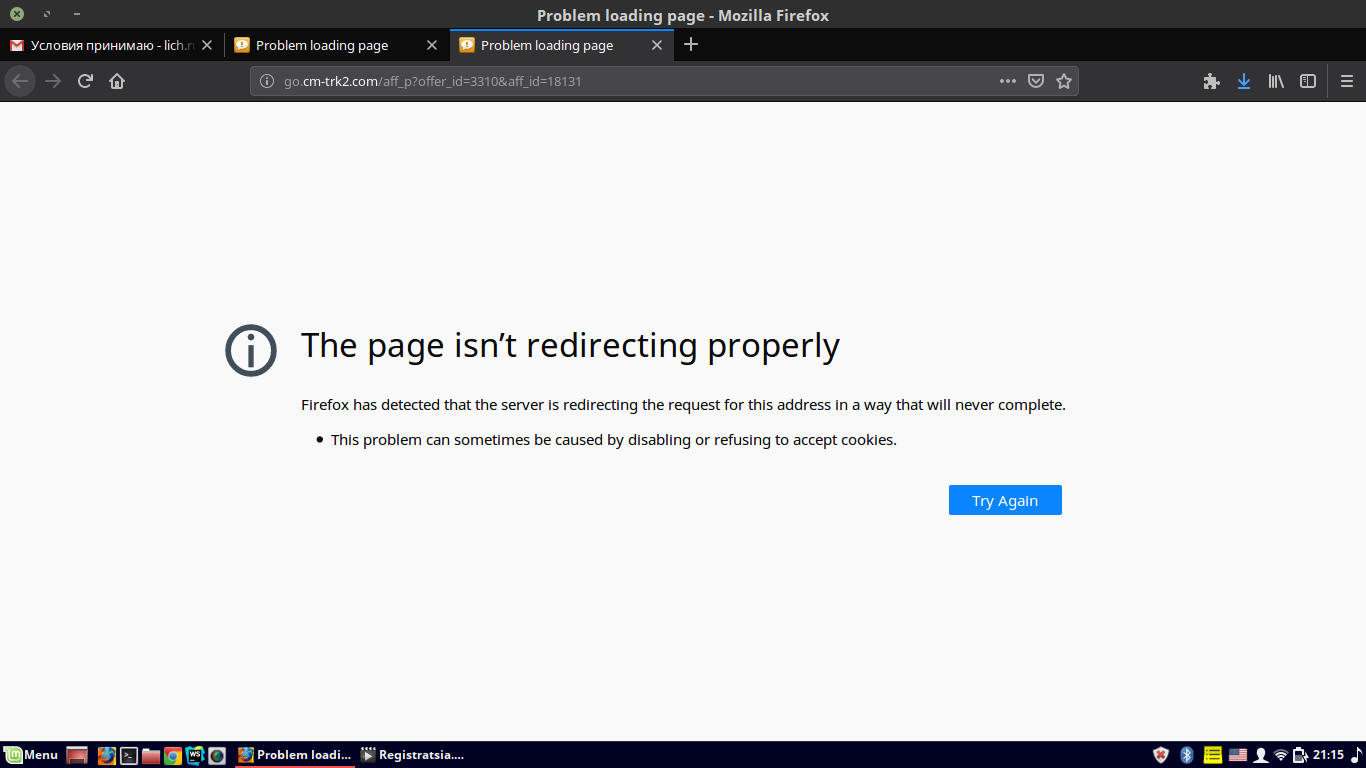 Problem loading page - Mozilla Firefox
Условия принимаю - lich.r
Problem loading page
Problem loading page
go.cm-trk2.com/aff_p?offer_id=3310&aff_id=18131
The page isn’t redirecting properly
Firefox has detected that the server is redirecting the request for this address in a way that will never complete.
This problem can sometimes be caused by disabling or refusing to accept cookies.
Try Again
Menu
WS
Problem loadi...
Registratsia....
21:15